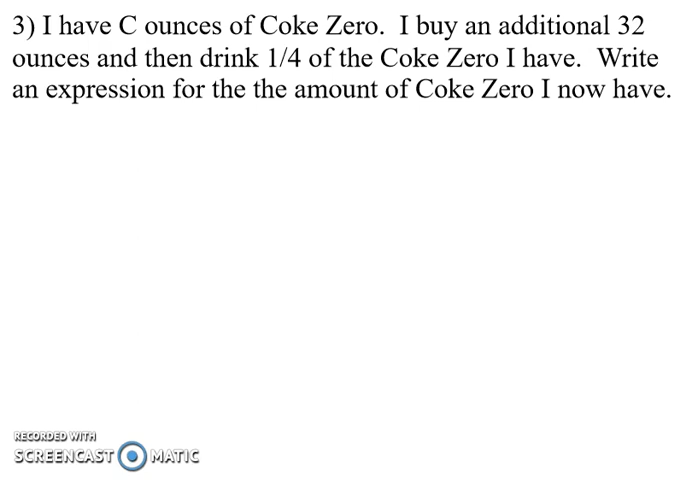 3) I have C ounces of Coke Zero.  I buy an additional 32
ounces and then drink 1/4 of the Coke Zero I have.  Write
an expression for the the amount of Coke Zero I now have.
RECORDED WITH
SCREENCAST MATIC